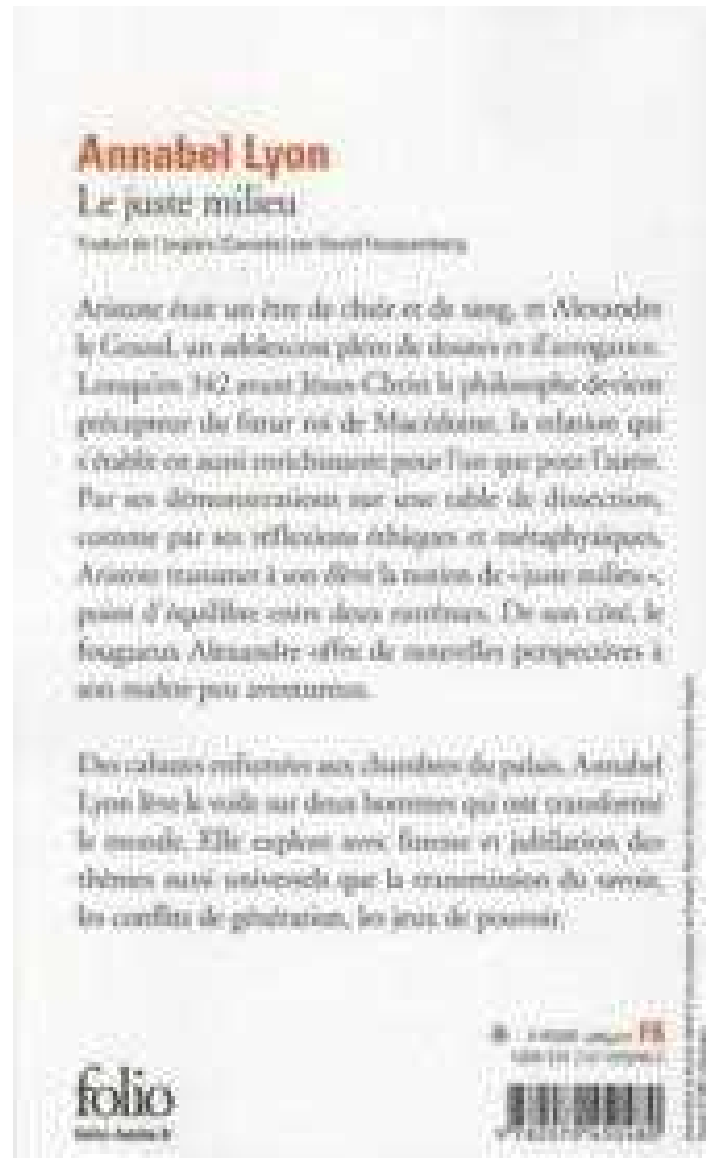 Annabel Lyon
Le juste milieu
Traduit de l'anglais (Canada) par David Fauquemberg
Aristote était un être de chair et de sang, et Alexandre
le Grand, un adolescent plein de doutes et d'arrogance.
Lorsqu'en 342 avant Jésus-Christ le philosophe devient
précepteur du futur roi de Macédoine, la relation qui
s'établit est aussi enrichissante pour l'un que pour l'autre.
Par ses démonstrations sur une table de dissection,
comme par ses réflexions éthiques et métaphysiques,
Aristote transmet à son élève la notion de «juste milieu»,
point d'équilibre entre deux extrêmes. De son côté, le
fougueux Alexandre offre de nouvelles perspectives à
son maître peu aventureux.
Des cabanes enfumées aux chambres du palais, Annabel
Lyon lève le voile sur deux hommes qui ont transformé
le monde. Elle explore avec finesse et jubilation des
thèmes aussi universels que la transmission du savoir,
les conflits de génération, les jeux de pouvoir.
folio